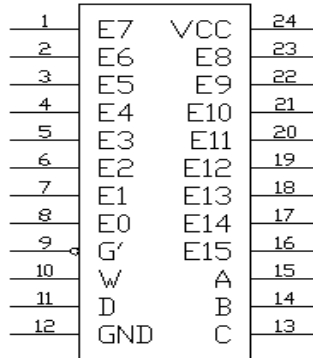 1 E7 VCC 24
2 E6 E8 23
3 E5 E9 22
4 E4 E10 21
5 E3 E11 20
6 E2 E12 19
7 E1 E13 18
8 E0 E14 17
9 G′ E15 16
10 W A 15
11 D B 14
12 GND C 13